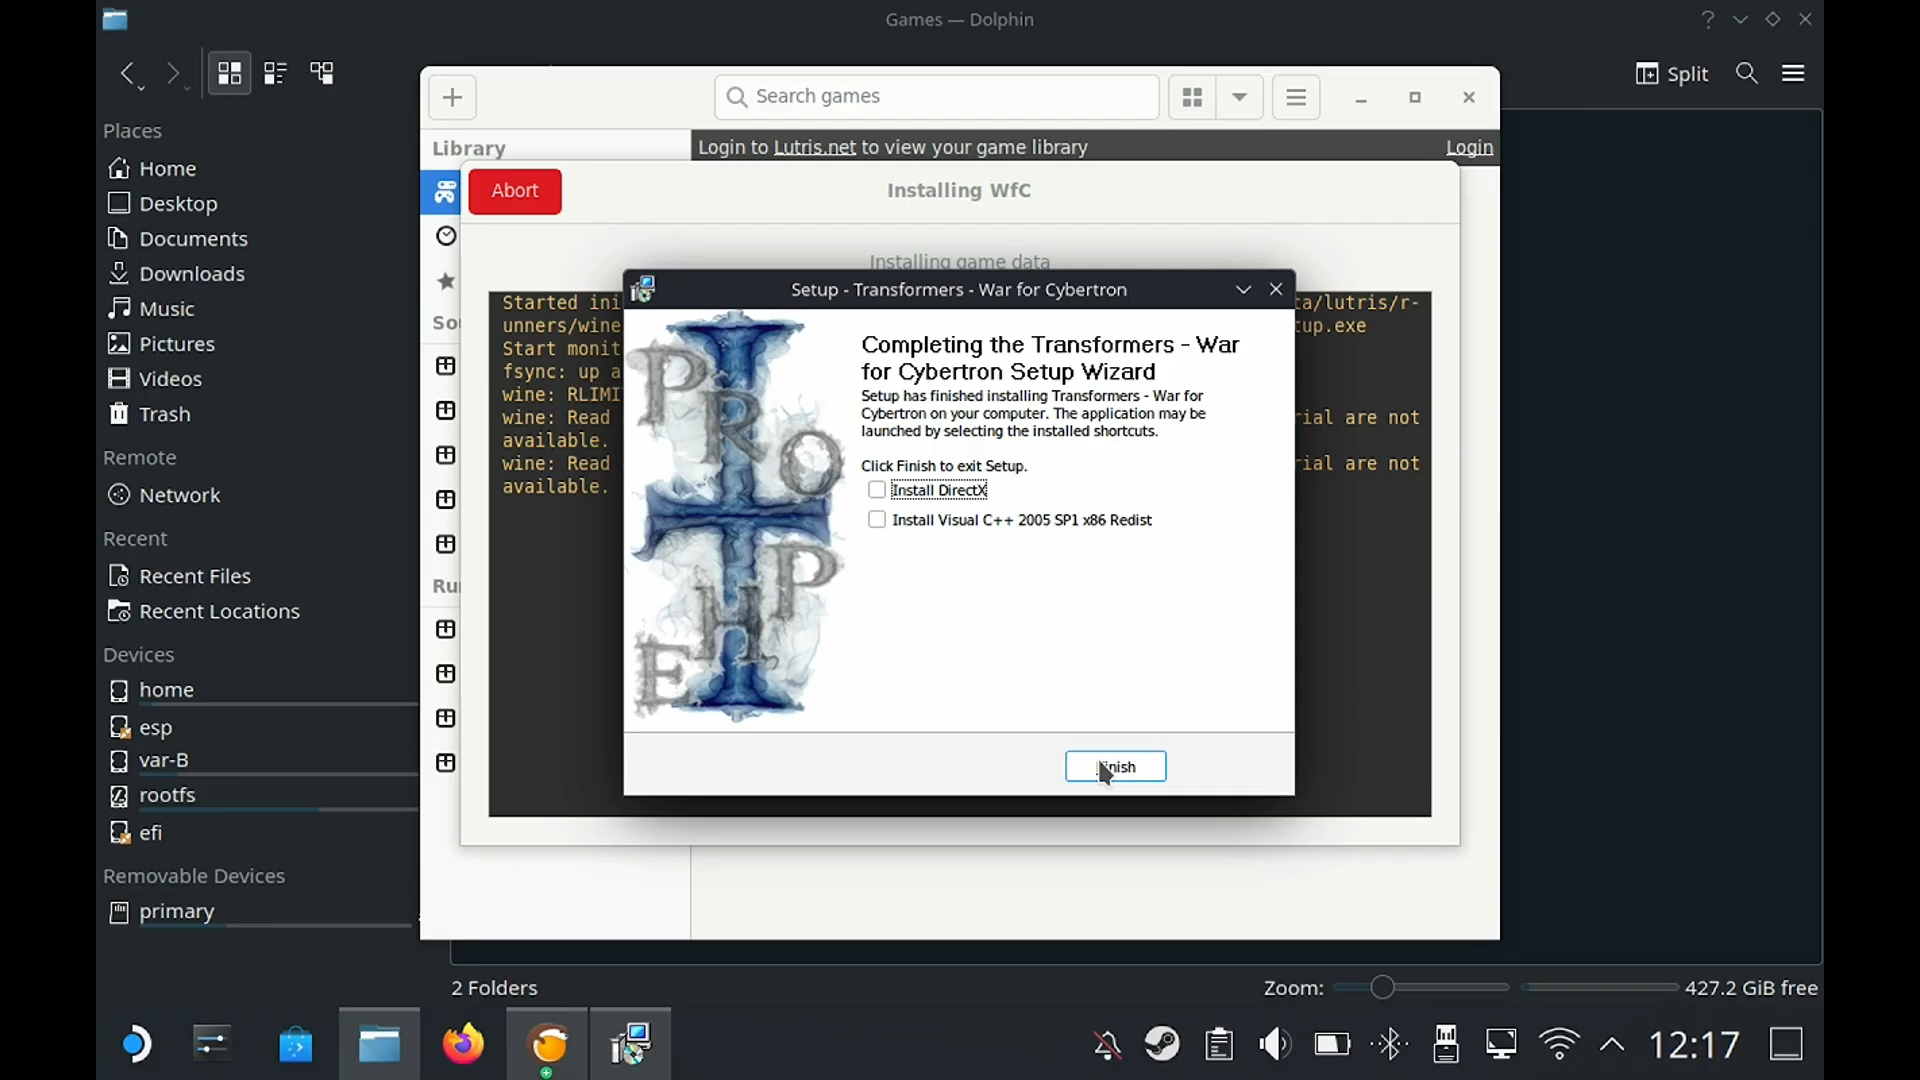 Games — Dolphin
Split
Places
Home
Desktop
Documents
Downloads
Music
Pictures
Videos
Trash
Remote
Network
Recent
Recent Files
Recent Locations
Devices
home
esp
var-B
rootfs
efi
Removable Devices
primary
Search games
Library
Login to Lutris.net to view your game library
Login
Abort
Installing WfC
Installing game data
Started ini
ta/lutris/r-
unners/wine
tup.exe
Start monit
fsync: up a
wine: RLIMI
wine: Read
rial are not
available.
wine: Read
rial are not
available.
Setup - Transformers - War for Cybertron
PROPHE
Completing the Transformers - War
for Cybertron Setup Wizard
Setup has finished installing Transformers - War for
Cybertron on your computer. The application may be
launched by selecting the installed shortcuts.
Click Finish to exit Setup.
Install DirectX
Install Visual C++ 2005 SP1 x86 Redist
2 Folders
Zoom:
427.2 GiB free
12:17